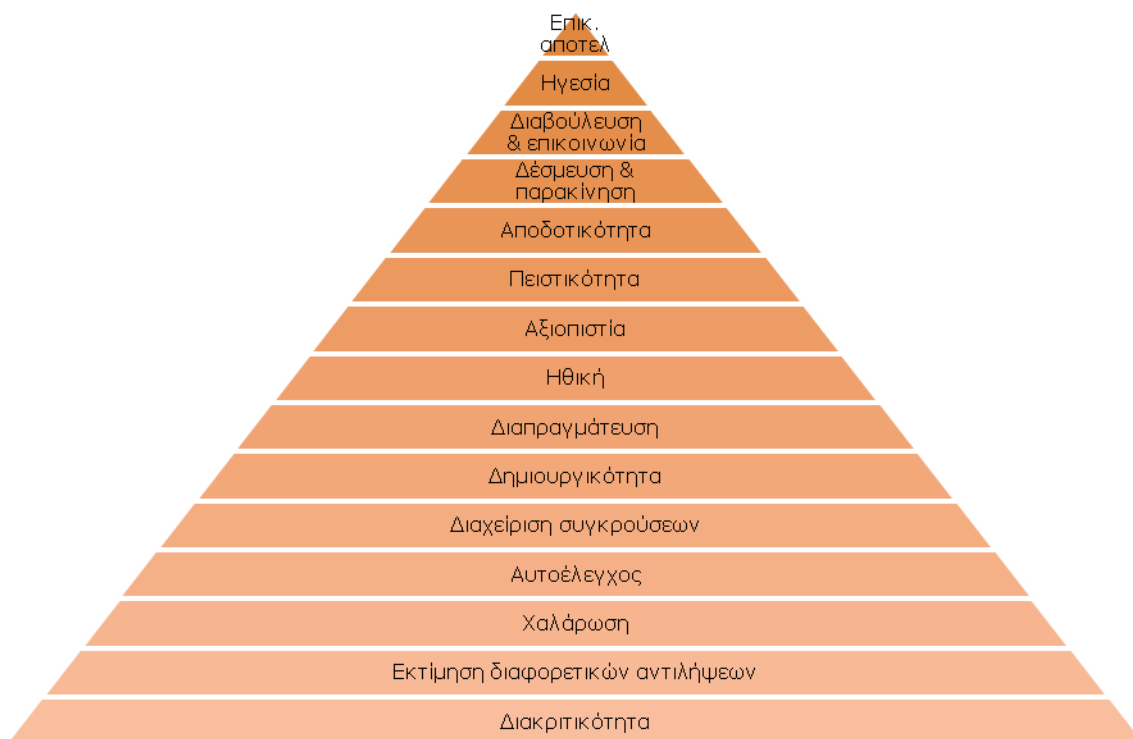 Επικ.
αποτελ
Ηγεσία
Διαβούλευση
& επικοινωνία
Δέσμευση &
παρακίνηση
Αποδοτικότητα
Πειστικότητα
Αξιοπιστία
Ηθική
Διαπραγμάτευση
Δημιουργικότητα
Διαχείριση συγκρούσεων
Αυτοέλεγχος
Χαλάρωση
Εκτίμηση διαφορετικών αντιλήψεων
Διακριτικότητα